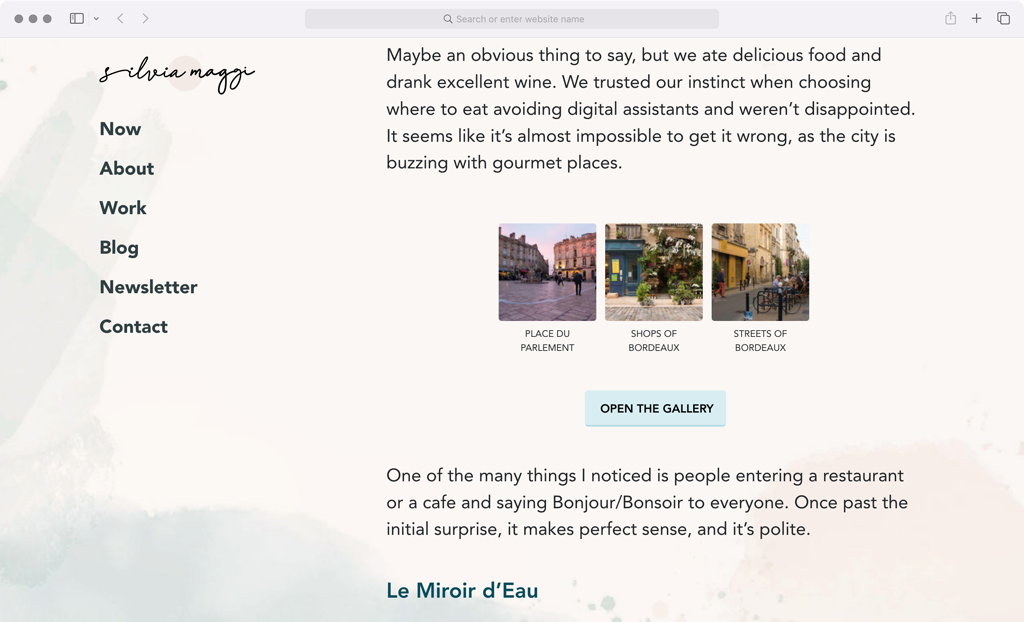 Search or enter website name
silvia maggi
Now
About
Work
Blog
Newsletter
Contact
Maybe an obvious thing to say, but we ate delicious food and
drank excellent wine. We trusted our instinct when choosing
where to eat avoiding digital assistants and weren’t disappointed.
It seems like it’s almost impossible to get it wrong, as the city is
buzzing with gourmet places.
PLACE DU
PARLEMENT
SHOPS OF
BORDEAUX
STREETS OF
BORDEAUX
OPEN THE GALLERY
One of the many things I noticed is people entering a restaurant
or a cafe and saying Bonjour/Bonsoir to everyone. Once past the
initial surprise, it makes perfect sense, and it’s polite.
Le Miroir d’Eau